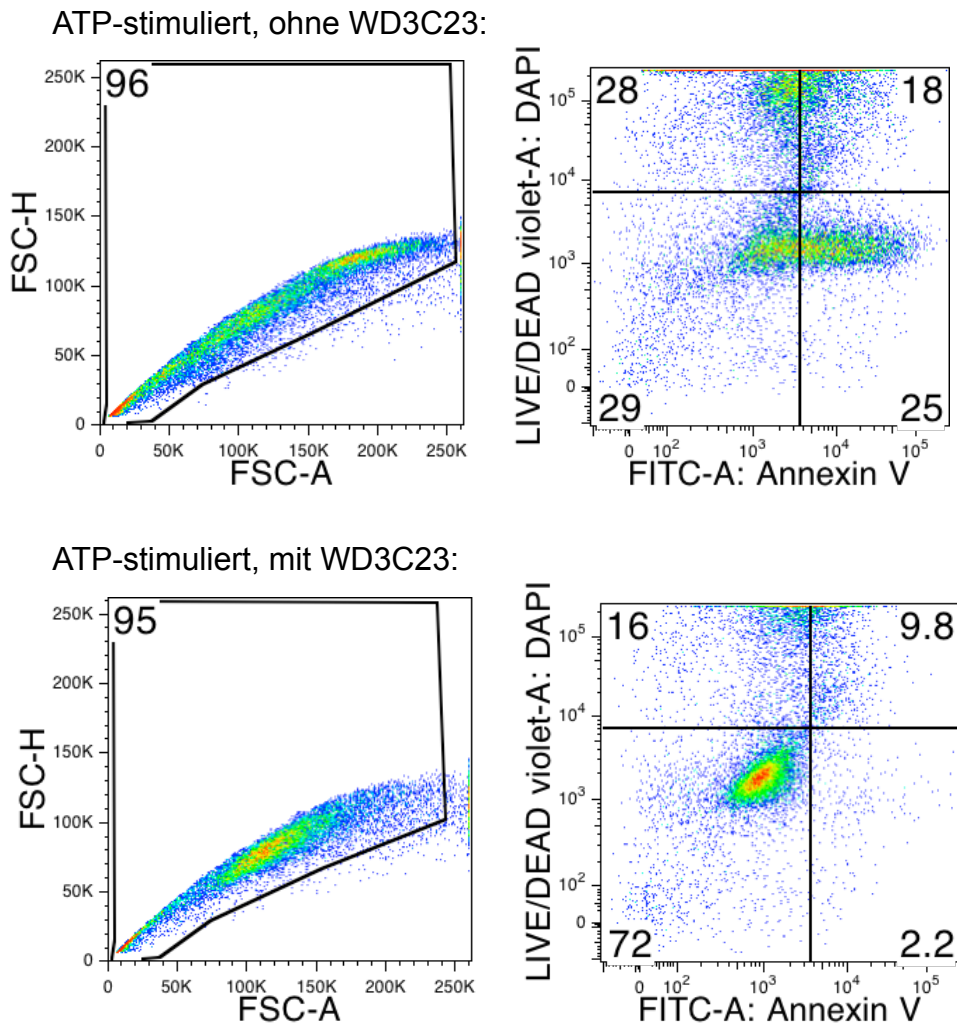 ATP-stimuliert, ohne WD3C23:
96
250K
200K
150K
100K
50K
0
FSC-H
0 50K 100K 150K 200K 250K
FSC-A
28 18
29 25
10⁵
10⁴
10³
10²
0
LIVE/DEAD violet-A: DAPI
0 10² 10³ 10⁴ 10⁵
FITC-A: Annexin V
ATP-stimuliert, mit WD3C23:
95
250K
200K
150K
100K
50K
0
FSC-H
0 50K 100K 150K 200K 250K
FSC-A
16 9.8
72 2.2
10⁵
10⁴
10³
10²
0
LIVE/DEAD violet-A: DAPI
0 10² 10³ 10⁴ 10⁵
FITC-A: Annexin V